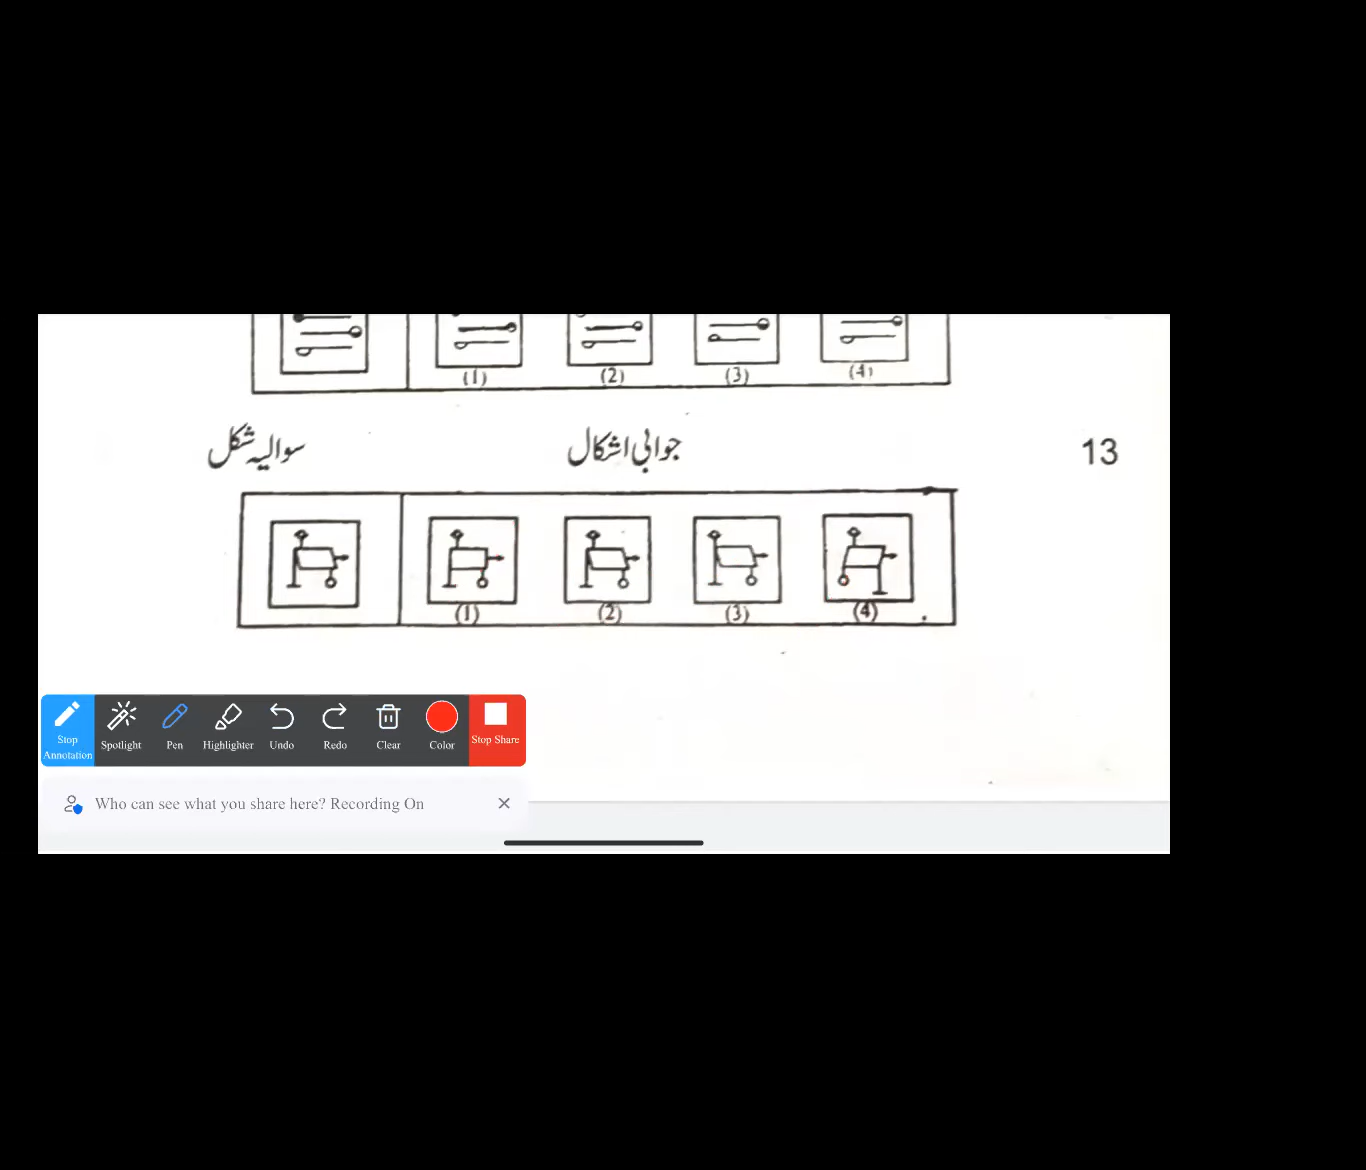 (1) (2) (3) (4)
13 جوابی اشکال سوالیہ شکل
(1) (2) (3) (4)
Stop Annotation Spotlight Pen Highlighter Undo Redo Clear Color Stop Share
Who can see what you share here? Recording On